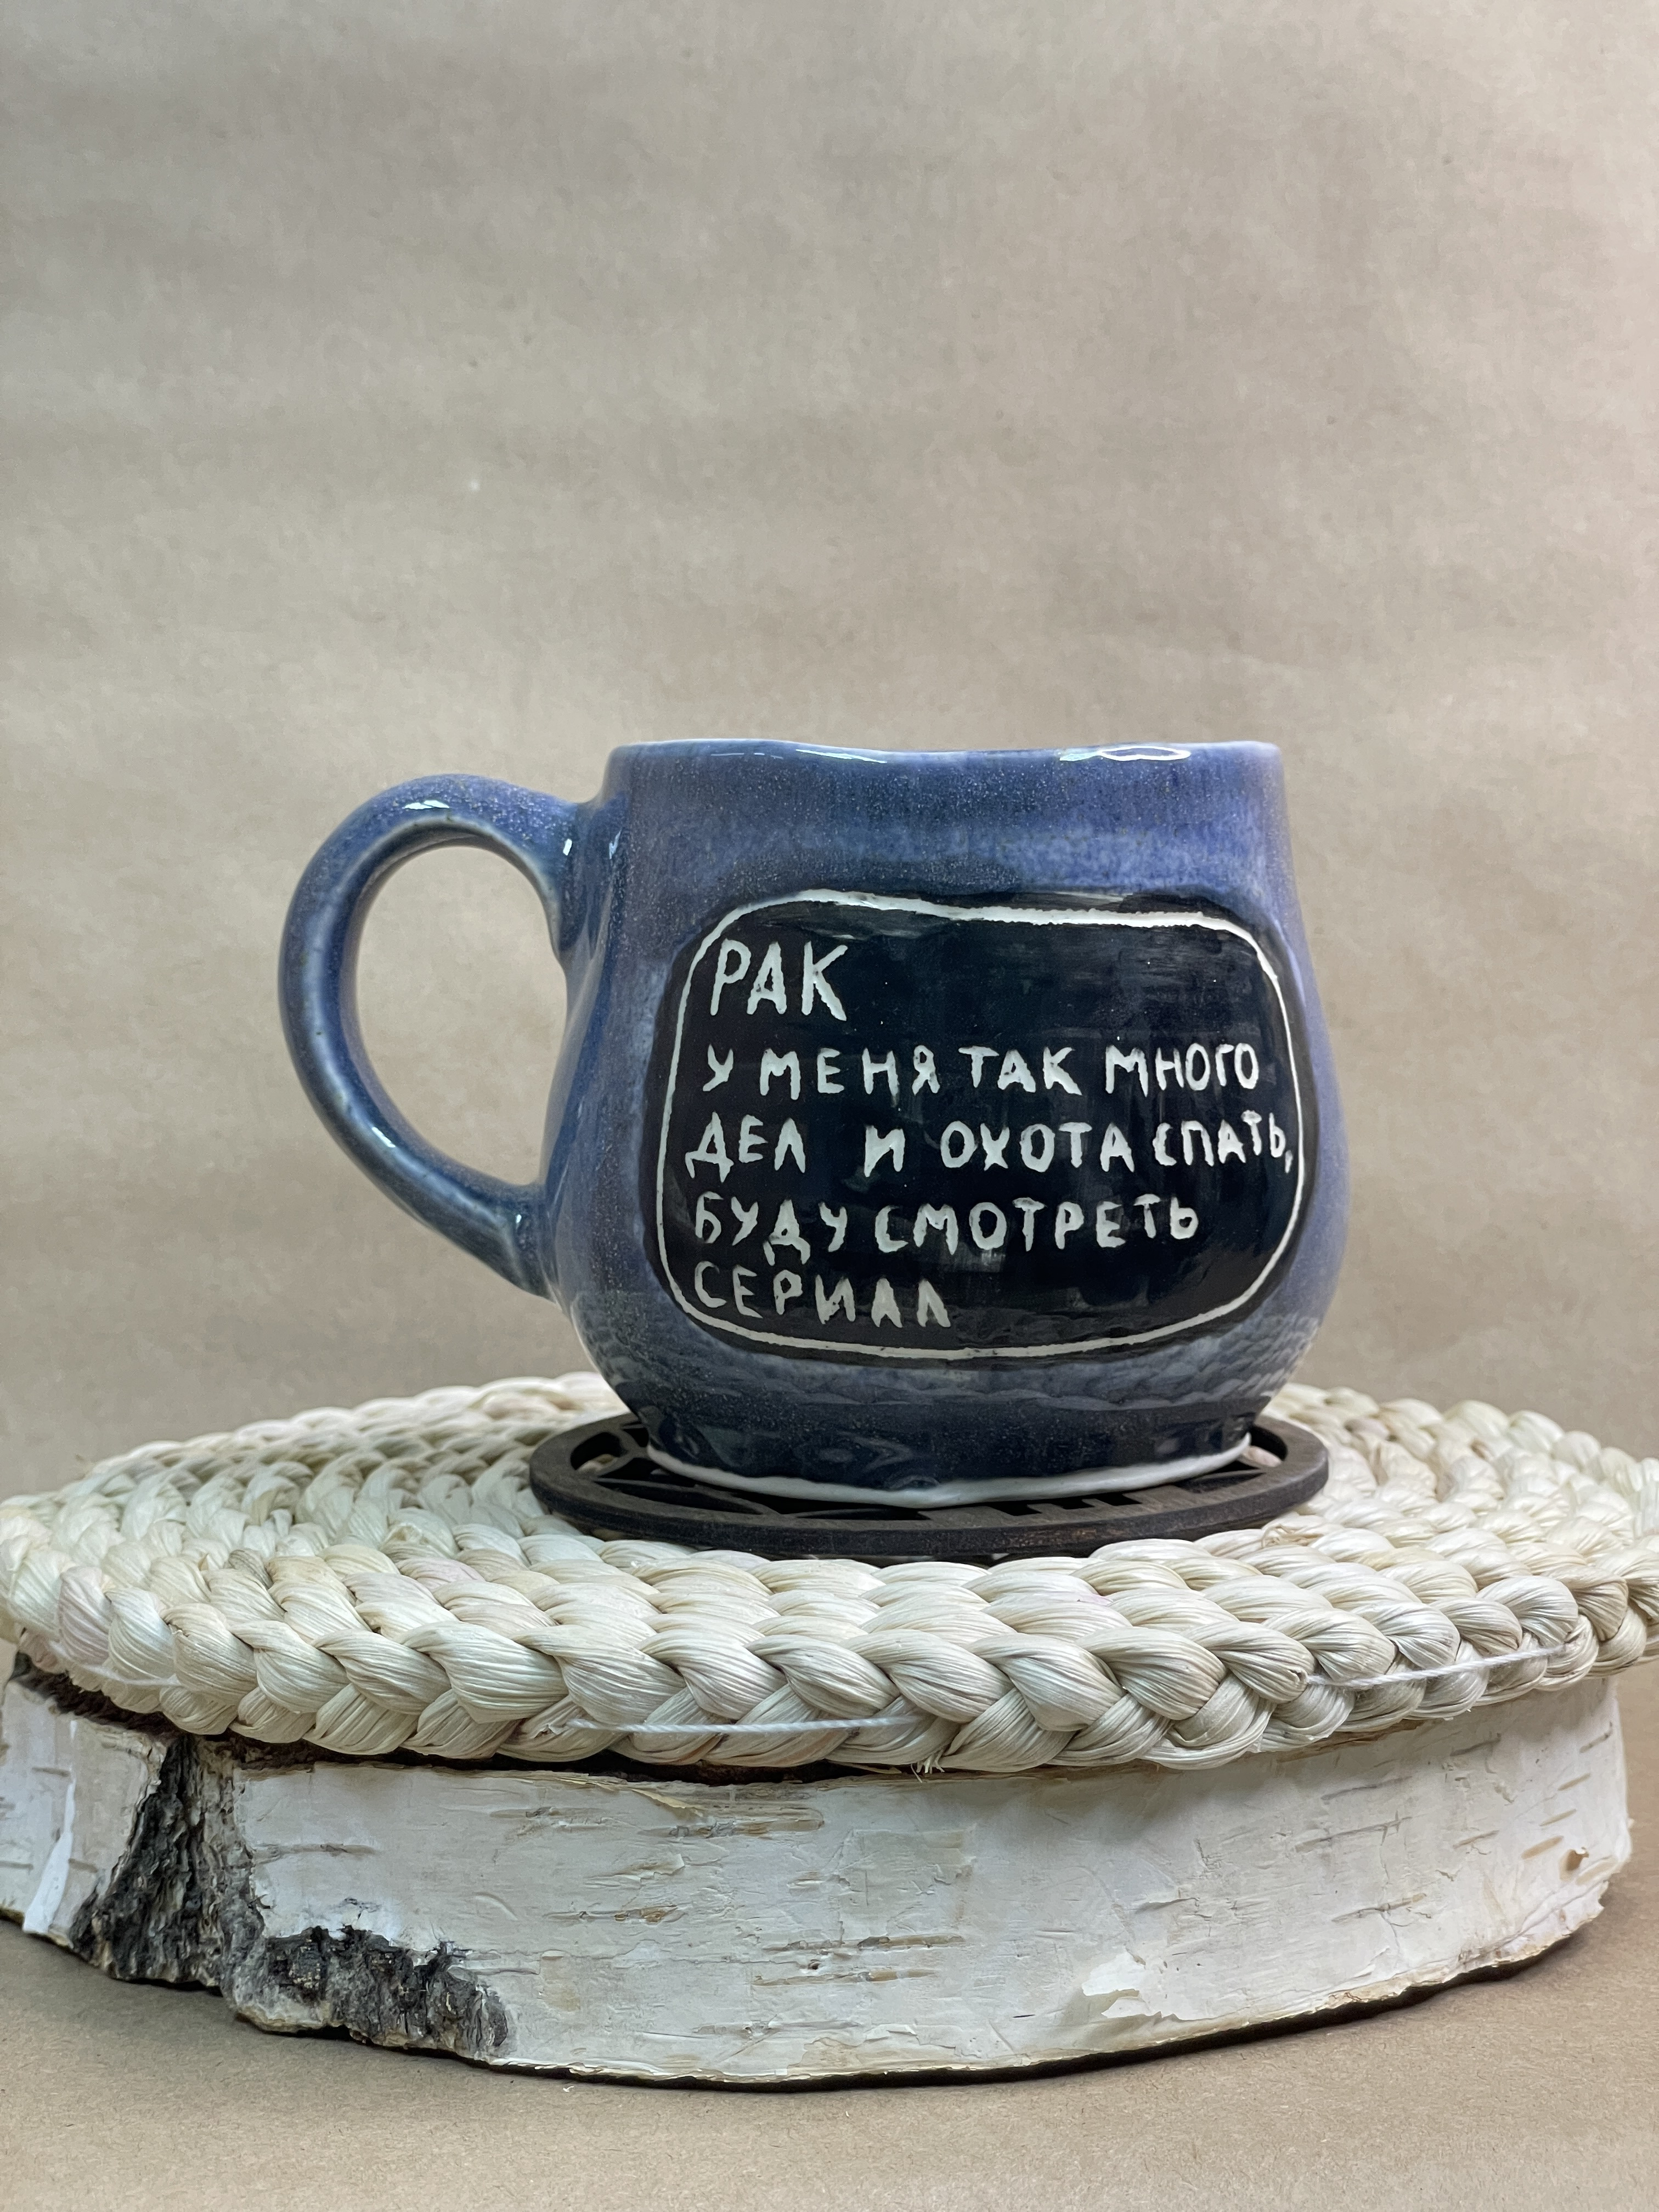 РАК
У МЕНЯ ТАК МНОГО
ДЕЛ И ОХОТА СПАТЬ,
БУДУ СМОТРЕТЬ
СЕРИАЛ